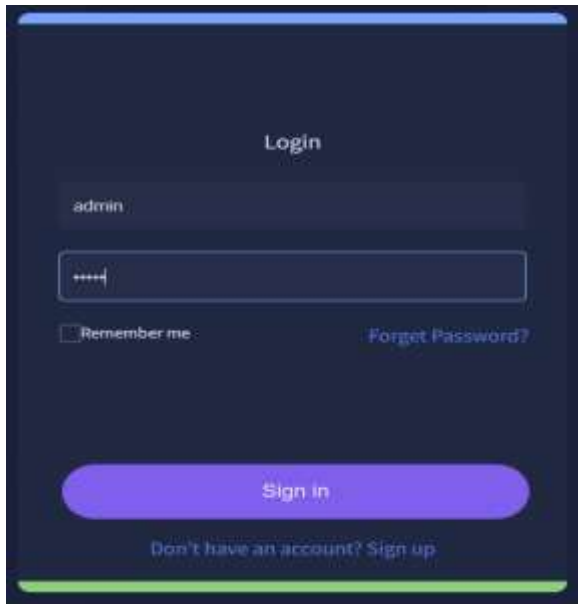 Login
admin
•••••
Remember me
Forget Password?
Sign in
Don't have an account? Sign up